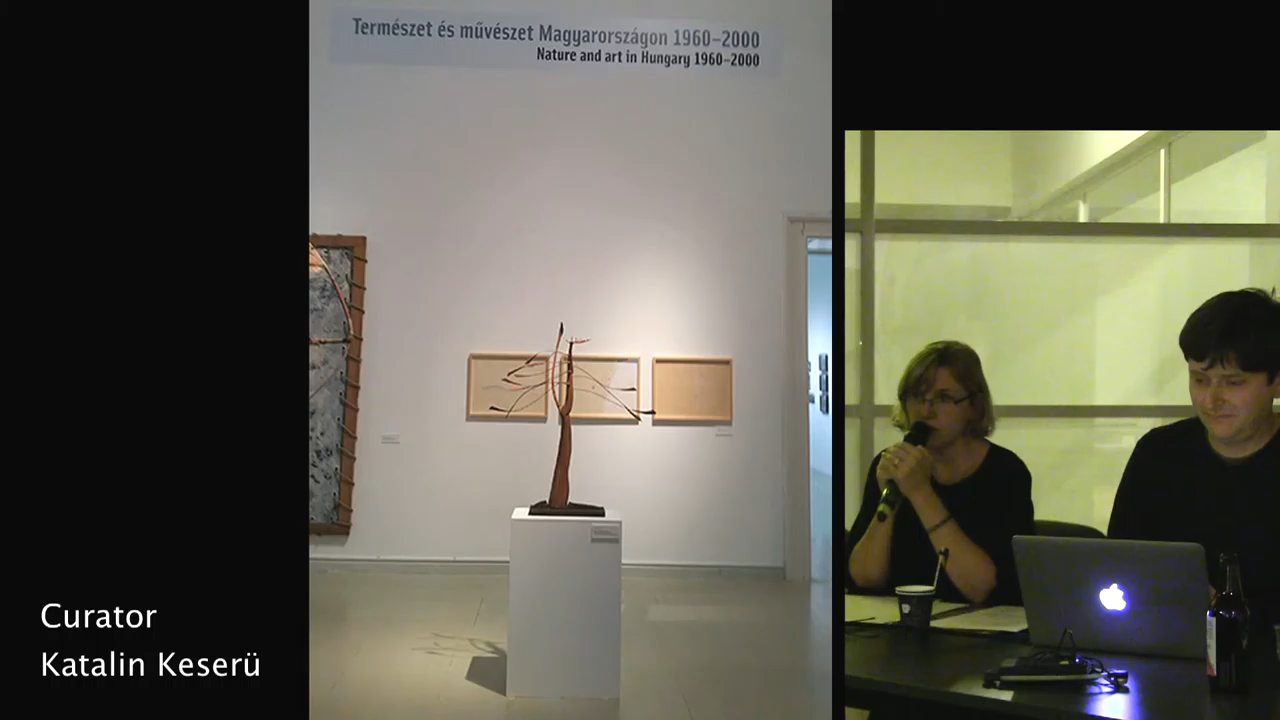 Természet és művészet Magyarországon 1960–2000
Nature and art in Hungary 1960–2000
Curator
Katalin Keserü